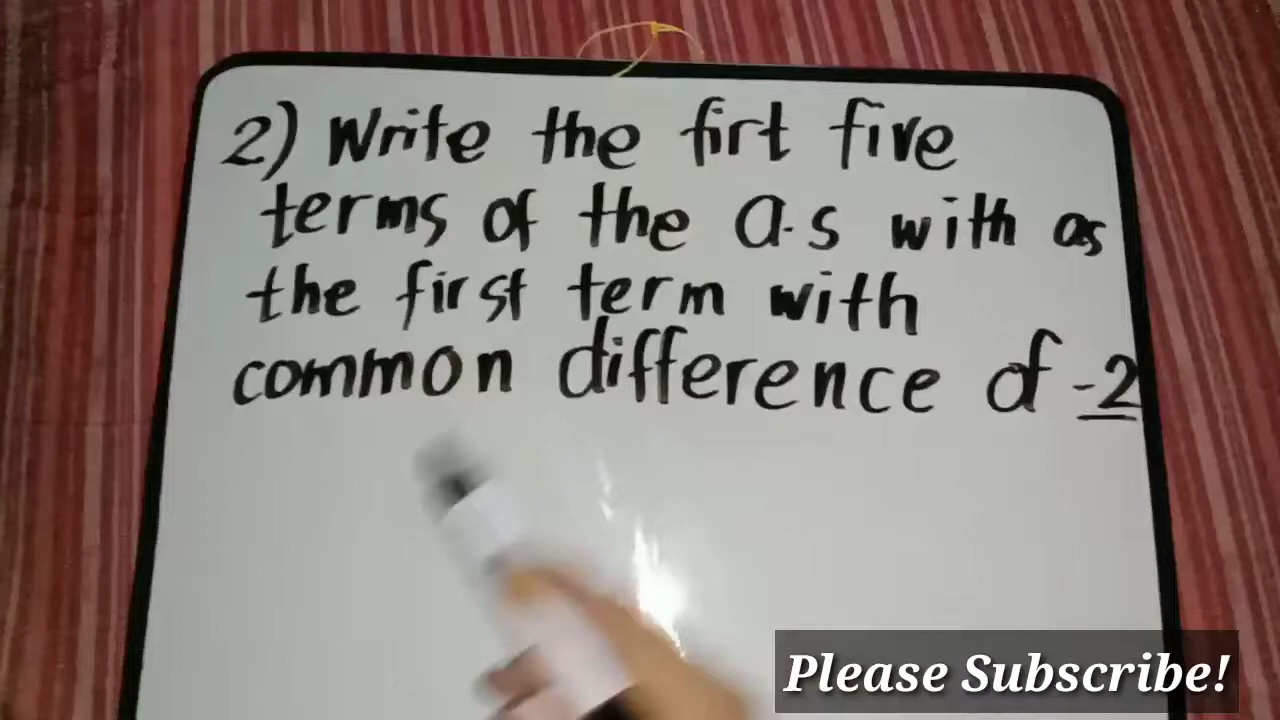 2) Write the firt five
terms of the a.s with as
the first term with
common difference of -2
Please Subscribe!